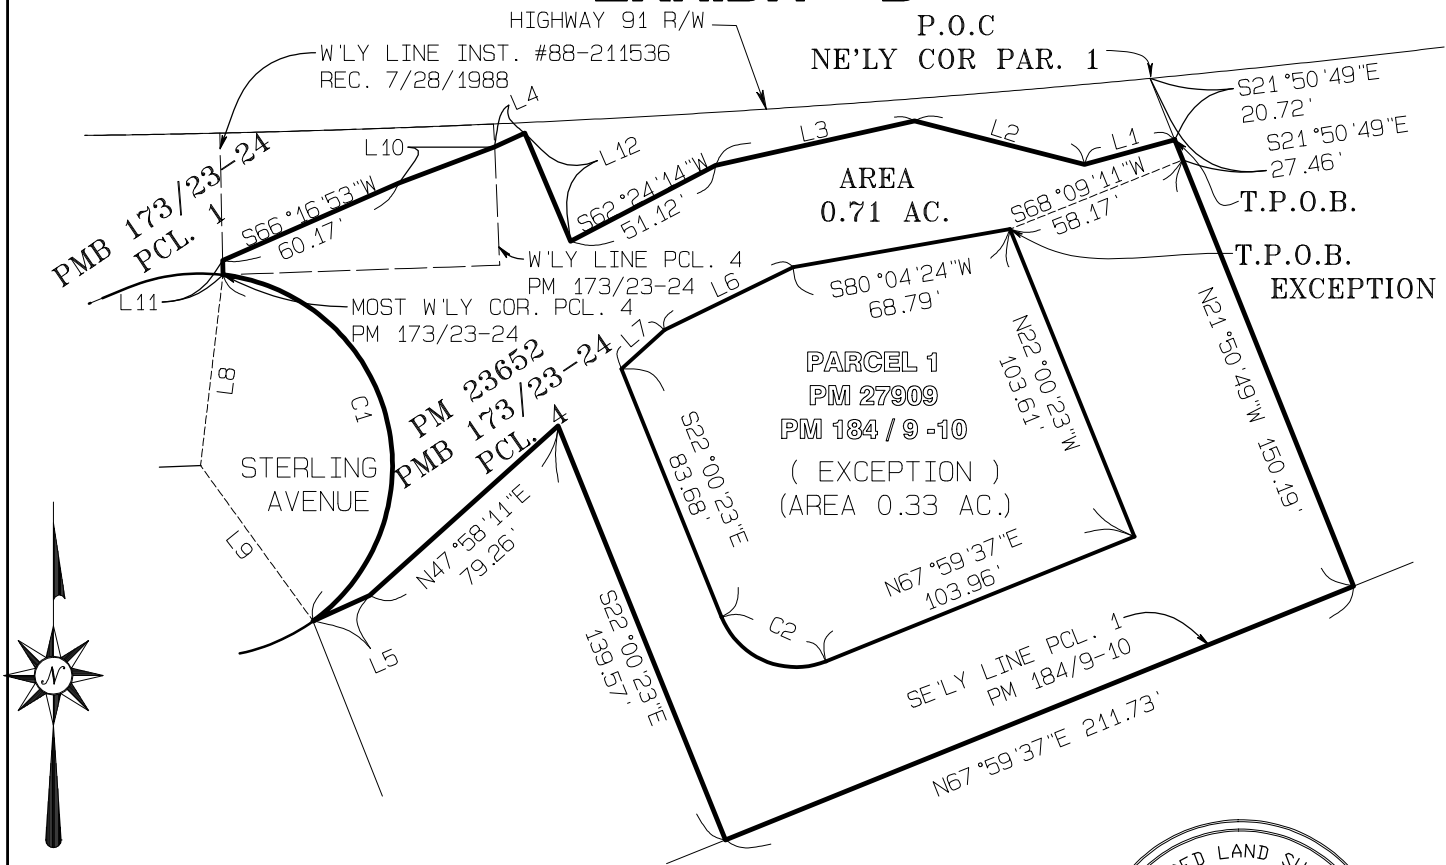 HIGHWAY 91 R/W
P.O.C
NE'LY COR PAR. 1
W'LY LINE INST. #88-211536
REC. 7/28/1988
L4
S21°50'49"E
20.72'
S21°50'49"E
27.46'
L10
L12
L3
L2
L1
PMB 173/23-24
PCL. 1
S66°16'53"W
60.17'
S62°24'14"W
51.12'
AREA
0.71 AC.
S68°09'11"W
58.17'
T.P.O.B.
T.P.O.B.
EXCEPTION
W'LY LINE PCL. 4
PM 173/23-24
L11
MOST W'LY COR. PCL. 4
PM 173/23-24
L6
S80°04'24"W
68.79'
L7
L8
C1
PM 23652
PMB 173/23-24
PCL. 4
PARCEL 1
PM 27909
PM 184 / 9 -10
( EXCEPTION )
(AREA 0.33 AC.)
N22°00'23"W
103.61'
N21°50'49"W 150.19'
STERLING
AVENUE
S22°00'23"E
83.68'
L9
N47°58'11"E
79.26'
N67°59'37"E
103.96'
C2
S22°00'23"E
139.57'
L5
SE'LY LINE PCL. 1
PM 184/9-10
N67°59'37"E 211.73'
N
LAND